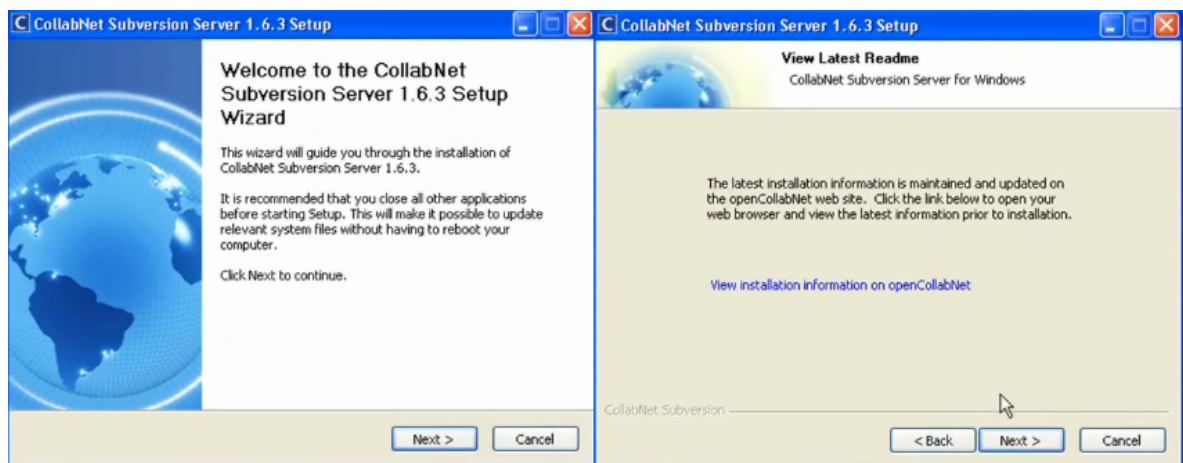 CollabNet Subversion Server 1.6.3 Setup
Welcome to the CollabNet
Subversion Server 1.6.3 Setup
Wizard
This wizard will guide you through the installation of
CollabNet Subversion Server 1.6.3.
It is recommended that you close all other applications
before starting Setup. This will make it possible to update
relevant system files without having to reboot your
computer.
Click Next to continue.
Next >
Cancel
CollabNet Subversion Server 1.6.3 Setup
View Latest Readme
CollabNet Subversion Server for Windows
The latest installation information is maintained and updated on
the openCollabNet web site. Click the link below to open your
web browser and view the latest information prior to installation.
View installation information on openCollabNet
CollabNet Subversion
< Back
Next >
Cancel